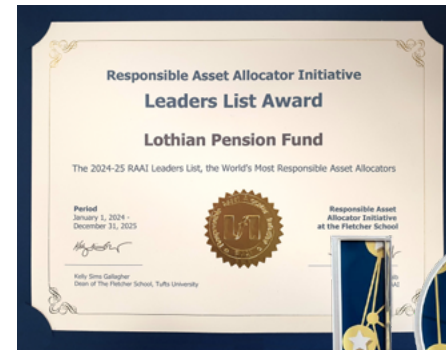 Responsible Asset Allocator Initiative
Leaders List Award
Lothian Pension Fund
The 2024-25 RAAI Leaders List, the World's Most Responsible Asset Allocators
Period
January 1, 2024 -
December 31, 2025
Kelly Sims Gallagher
Dean of The Fletcher School, Tufts University
Responsible Asset
Allocator Initiative
at the Fletcher School